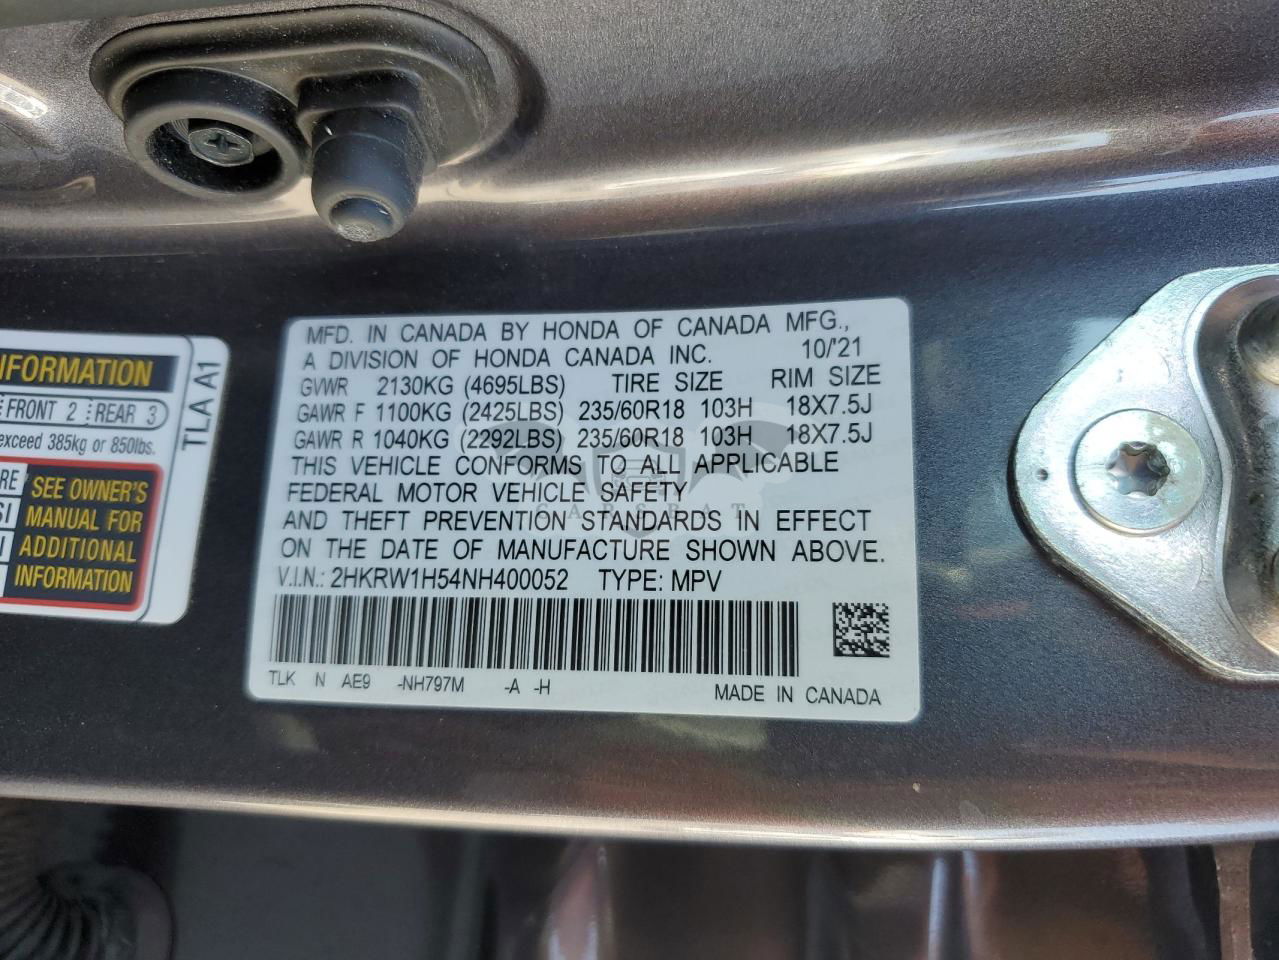 INFORMATION
FRONT 2 REAR 3
exceed 385kg or 850lbs.
SEE OWNER'S
MANUAL FOR
ADDITIONAL
INFORMATION
TLA A1
MFD. IN CANADA BY HONDA OF CANADA MFG.,
A DIVISION OF HONDA CANADA INC. 10/'21
GVWR 2130KG (4695LBS) TIRE SIZE RIM SIZE
GAWR F 1100KG (2425LBS) 235/60R18 103H 18X7.5J
GAWR R 1040KG (2292LBS) 235/60R18 103H 18X7.5J
THIS VEHICLE CONFORMS TO ALL APPLICABLE
FEDERAL MOTOR VEHICLE SAFETY
AND THEFT PREVENTION STANDARDS IN EFFECT
ON THE DATE OF MANUFACTURE SHOWN ABOVE.
V.I.N.: 2HKRW1H54NH400052 TYPE: MPV
TLK N AE9 -NH797M -A -H MADE IN CANADA
CARSBAT